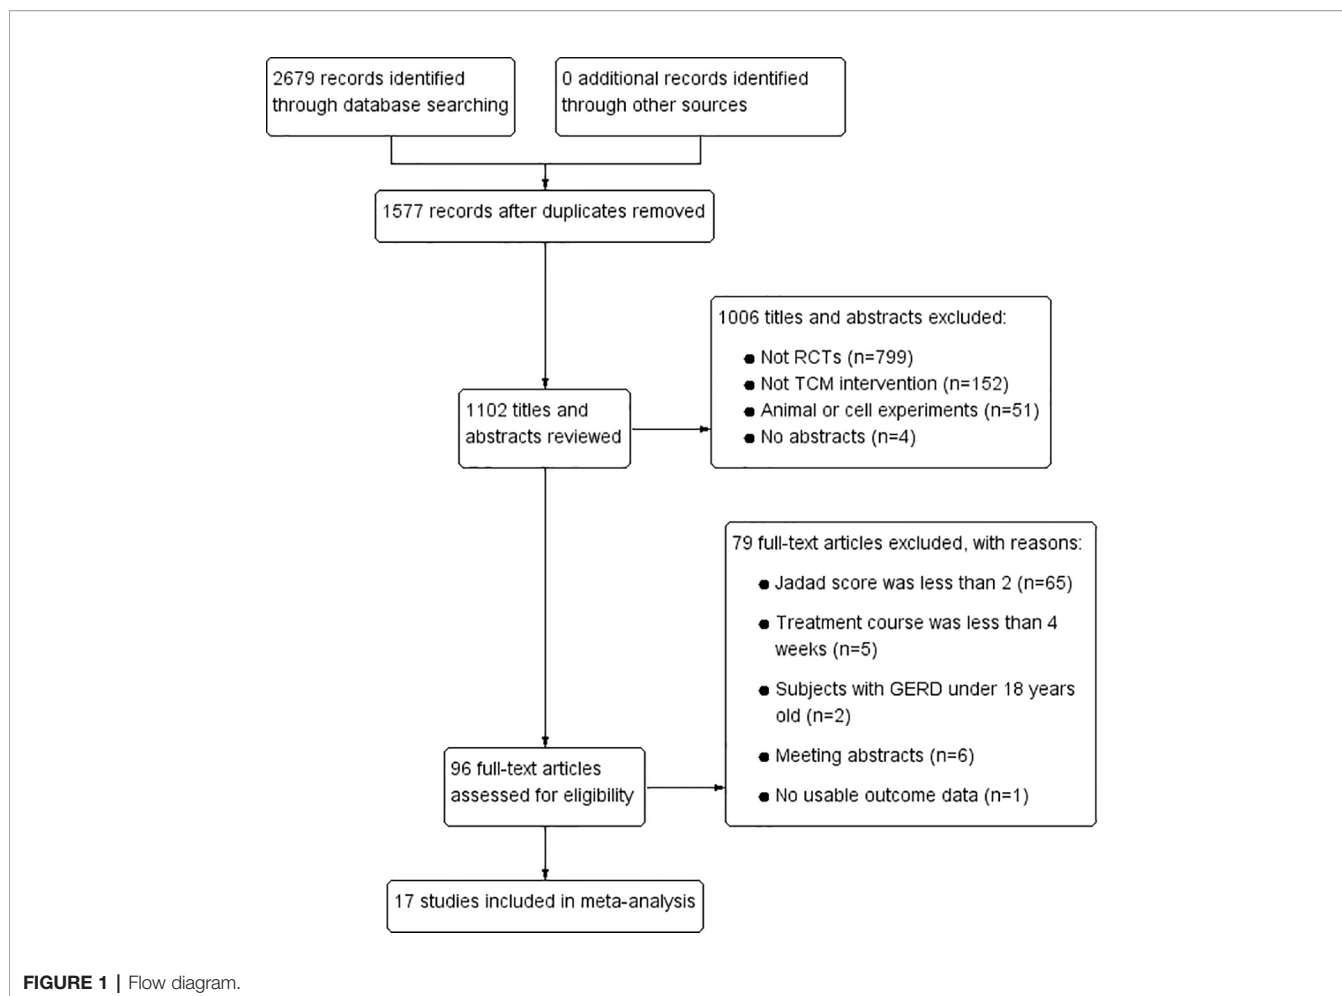 2679 records identified
through database searching
0 additional records identified
through other sources
1577 records after duplicates removed
1006 titles and abstracts excluded:
● Not RCTs (n=799)
● Not TCM intervention (n=152)
● Animal or cell experiments (n=51)
● No abstracts (n=4)
1102 titles and
abstracts reviewed
79 full-text articles excluded, with reasons:
● Jadad score was less than 2 (n=65)
● Treatment course was less than 4
weeks (n=5)
● Subjects with GERD under 18 years
old (n=2)
● Meeting abstracts (n=6)
● No usable outcome data (n=1)
96 full-text articles
assessed for eligibility
17 studies included in meta-analysis
FIGURE 1 | Flow diagram.